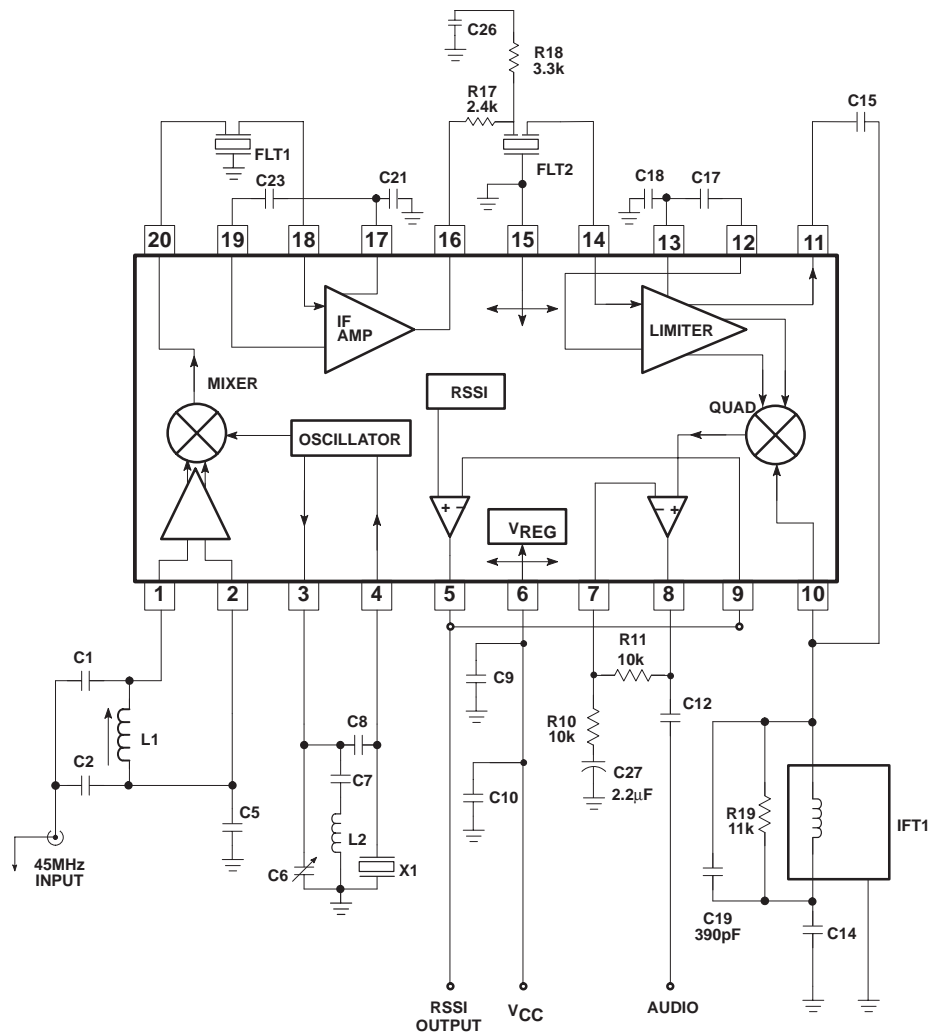 C26
R18
3.3k
R17
2.4k
C15
FLT1
FLT2
C23
C21
C18
C17
20
19
18
17
16
15
14
13
12
11
IF
AMP
LIMITER
MIXER
RSSI
QUAD
OSCILLATOR
+ −
− +
VREG
1
2
3
4
5
6
7
8
9
10
R11
10k
C1
C9
C12
L1
C8
R10
10k
C2
C7
C27
2.2µF
C10
C5
R19
11k
IFT1
L2
C6
X1
45MHz
INPUT
C19
390pF
C14
RSSI
OUTPUT
VCC
AUDIO